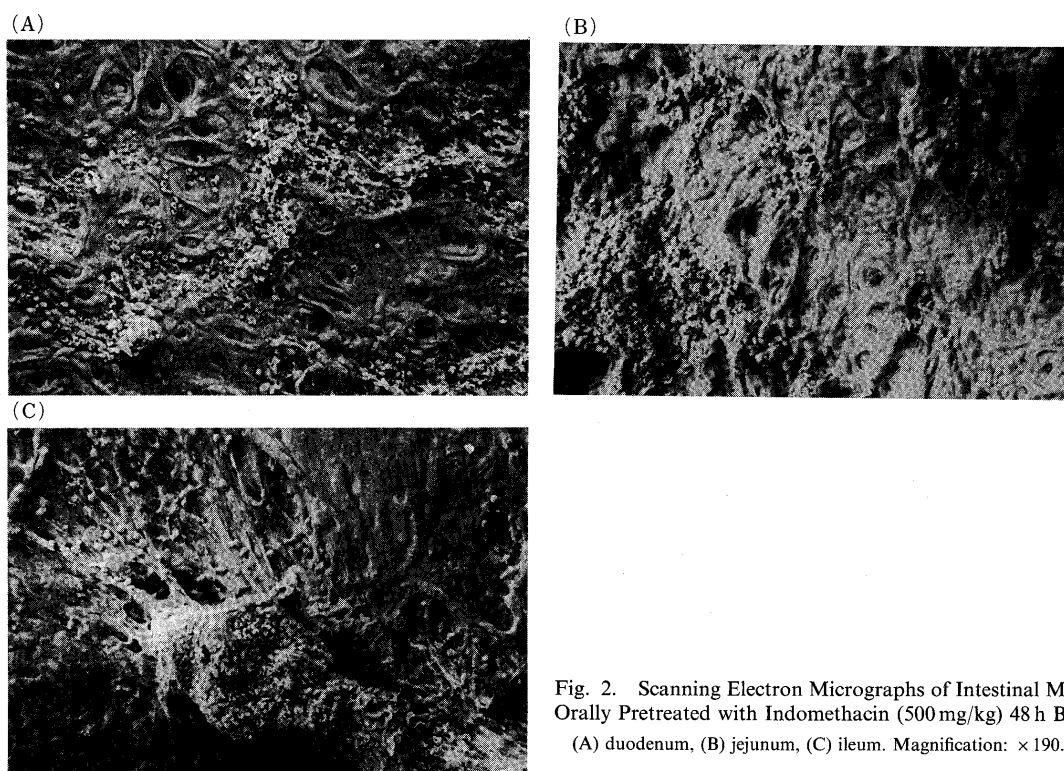 (A)
(B)
(C)
Fig. 2. Scanning Electron Micrographs of Intestinal
Orally Pretreated with Indomethacin (500 mg/kg) 48 h
(A) duodenum, (B) jejunum, (C) ileum. Magnification: ×190.